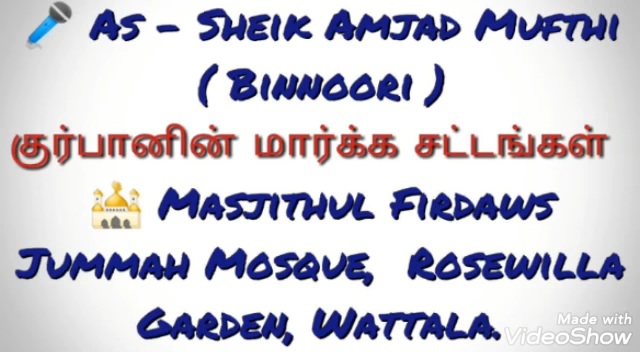 As - Sheik Amjad Mufthi
( Binnoori )
குர்பானின் மார்க்க சட்டங்கள்
Masjithul Firdaws
Jummah Mosque, Rosewilla
Garden, Wattala.
Made with
VideoShow